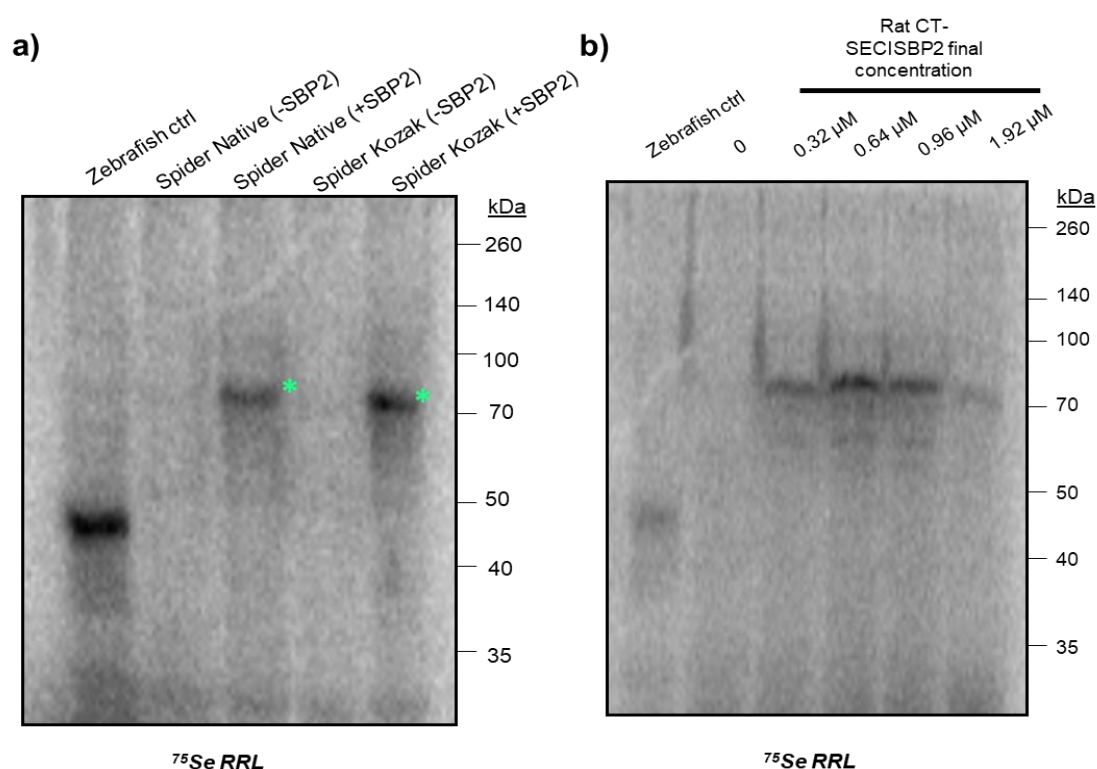 a)
Zebrafish ctrl
Spider Native (-SBP2)
Spider Native (+SBP2)
Spider Kozak (-SBP2)
Spider Kozak (+SBP2)
kDa
260
140
100
70
50
40
35
*
*
⁷⁵Se RRL
b)
Rat CT-
SECISBP2 final
concentration
Zebrafish ctrl
0
0.32 µM
0.64 µM
0.96 µM
1.92 µM
kDa
260
140
100
70
50
40
35
⁷⁵Se RRL